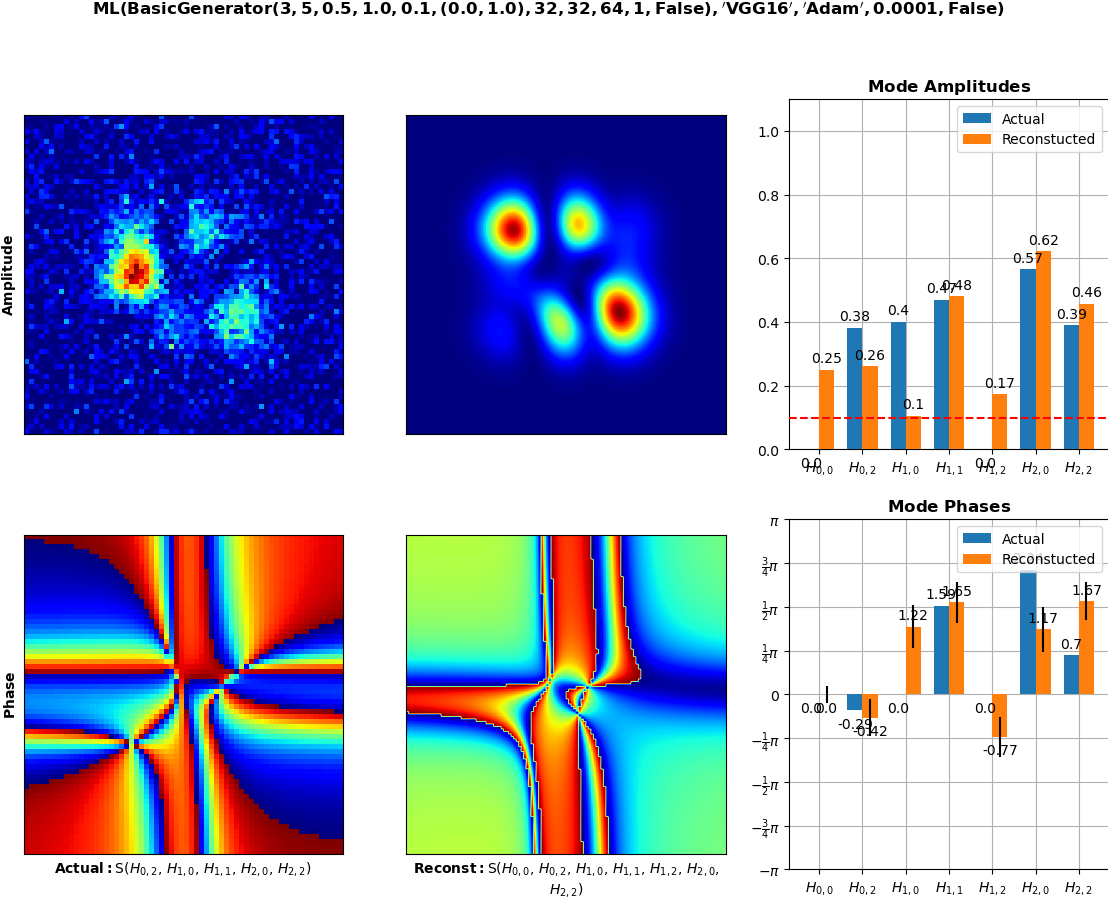 ML(BasicGenerator(3, 5, 0.5, 1.0, 0.1, (0.0, 1.0), 32, 32, 64, 1, False), ′VGG16′, ′Adam′, 0.0001, False)
Amplitude
Mode Amplitudes
Actual
Reconstucted
1.0
0.8
0.6
0.4
0.2
0.0
0.0
0.25
0.38
0.26
0.4
0.1
0.47
0.48
0.0
0.17
0.57
0.62
0.39
0.46
H0,0 H0,2 H1,0 H1,1 H1,2 H2,0 H2,2
Phase
Mode Phases
Actual
Reconstucted
π
3/4 π
1/2 π
1/4 π
0
−1/4 π
−1/2 π
−3/4 π
−π
0.0
0.0
-0.29
-0.42
0.0
1.22
1.59
1.65
0.0
-0.77
1.17
0.7
1.67
H0,0 H0,2 H1,0 H1,1 H1,2 H2,0 H2,2
Actual: S(H0,2, H1,0, H1,1, H2,0, H2,2)
Reconst: S(H0,0, H0,2, H1,0, H1,1, H1,2, H2,0,
H2,2)